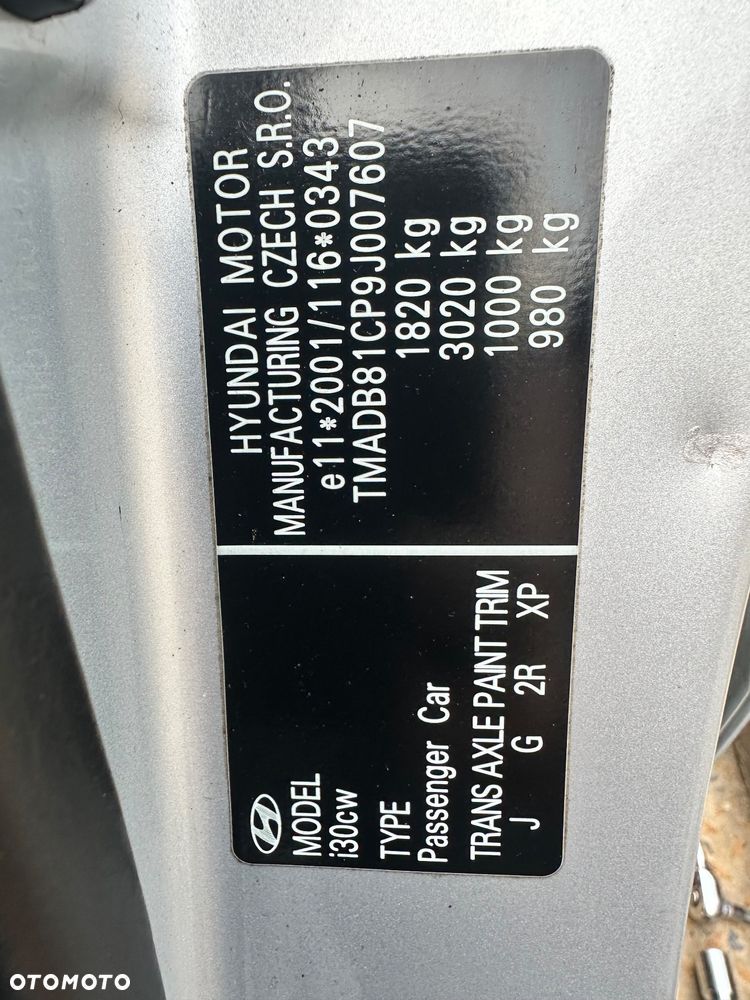 MODEL
i30cw
TYPE
Passenger Car
TRANS AXLE PAINT TRIM
J G 2R XP
HYUNDAI MOTOR
MANUFACTURING CZECH S.R.O.
e11*2001/116*0343
TMADB81CP9J007607
1820 kg
3020 kg
1000 kg
980 kg
OTOMOTO